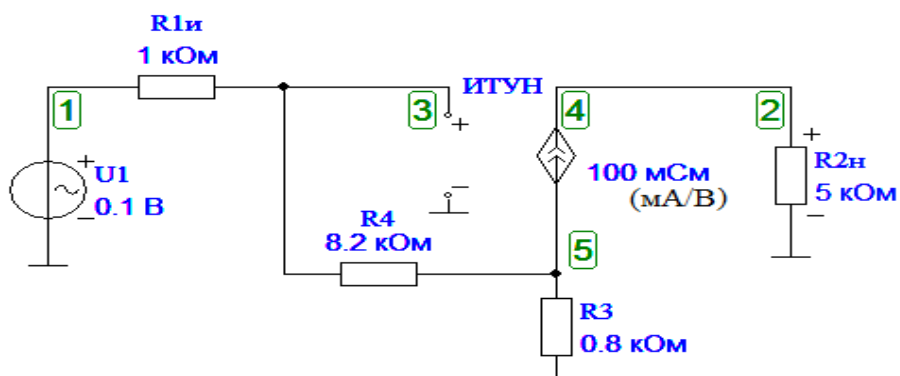 R1и
1 кОм
ИТУН
1
3
+
4
2
+
U1
0.1 В
−
−
100 мСм
(мА/В)
+
R2н
5 кОм
−
R4
8.2 кОм
5
R3
0.8 кОм